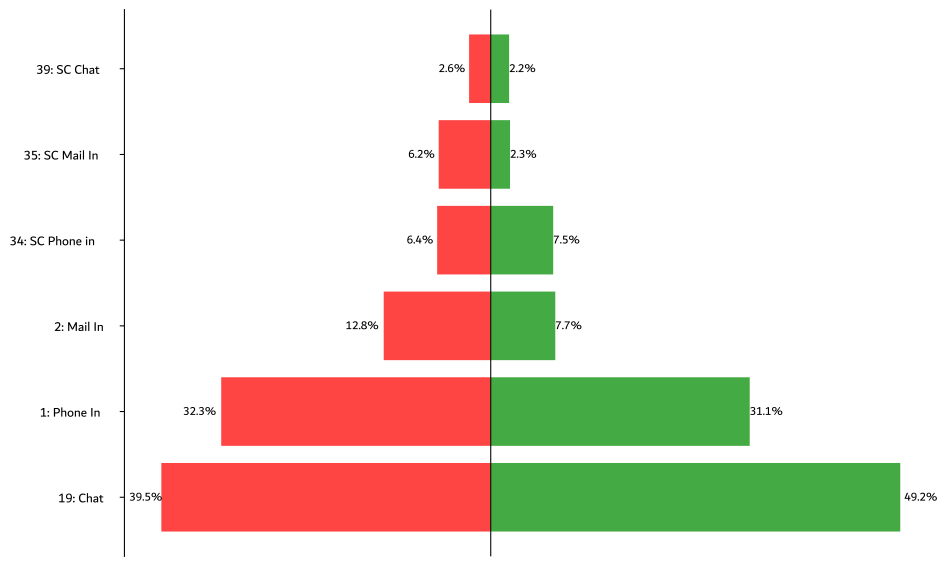 39: SC Chat 2.6% 2.2%
35: SC Mail In 6.2% 2.3%
34: SC Phone in 6.4% 7.5%
2: Mail In 12.8% 7.7%
1: Phone In 32.3% 31.1%
19: Chat 39.5% 49.2%